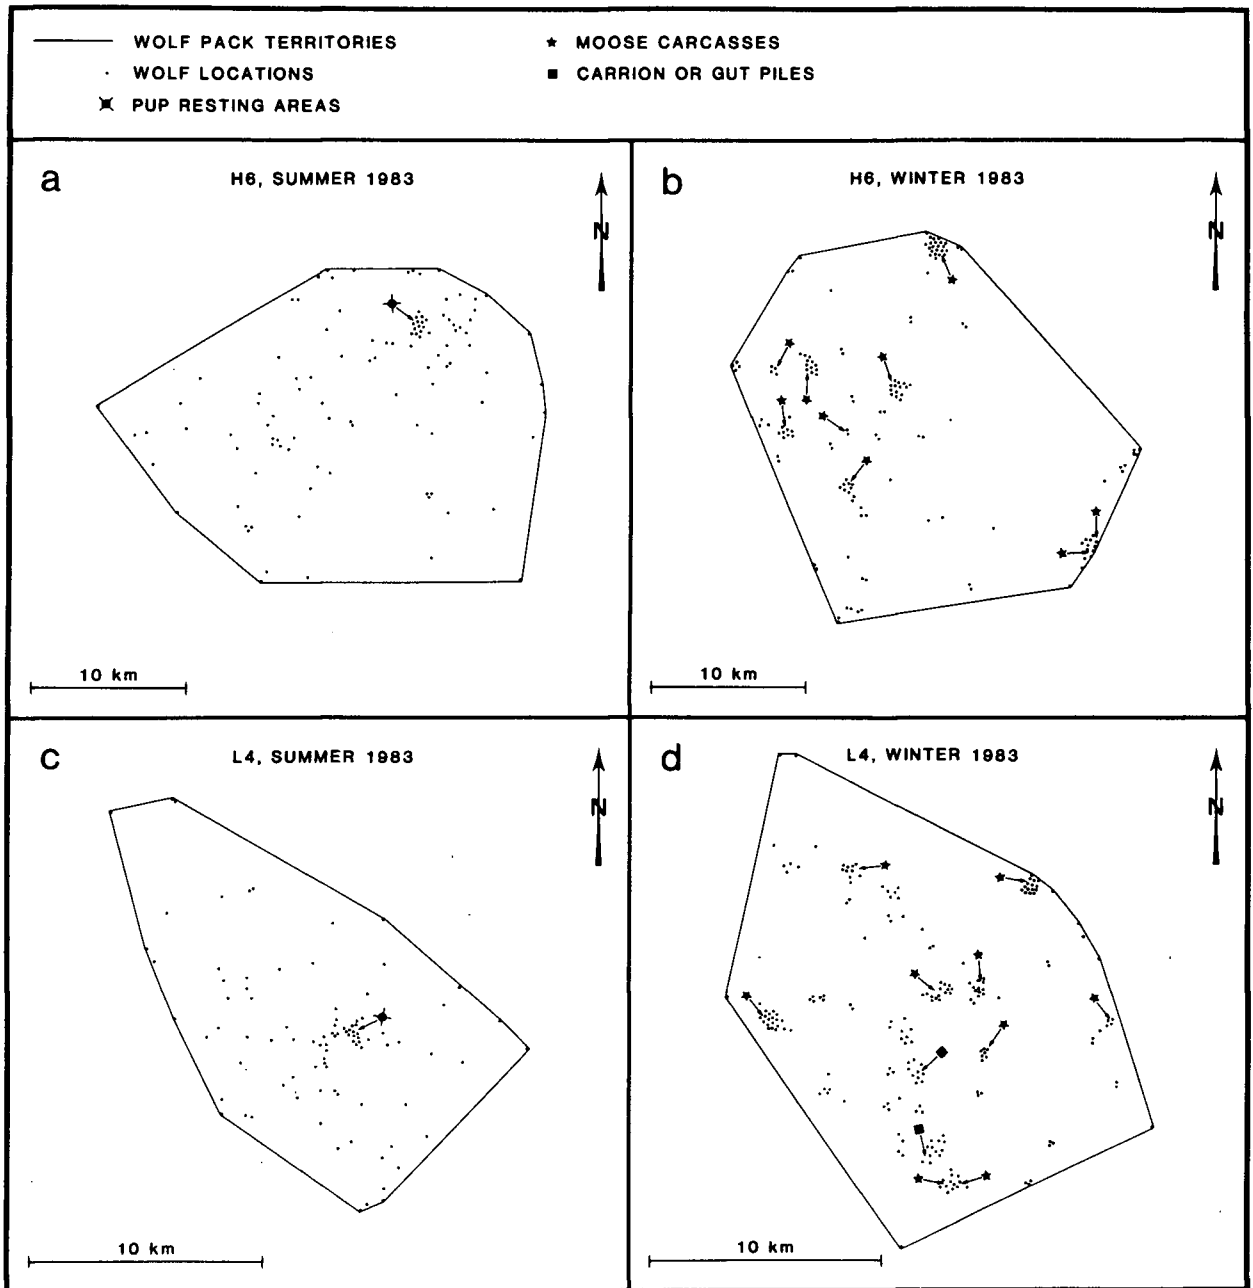 WOLF PACK TERRITORIES
WOLF LOCATIONS
PUP RESTING AREAS
MOOSE CARCASSES
CARRION OR GUT PILES
a
H6, SUMMER 1983
N
10 km
b
H6, WINTER 1983
N
10 km
c
L4, SUMMER 1983
N
10 km
d
L4, WINTER 1983
N
10 km